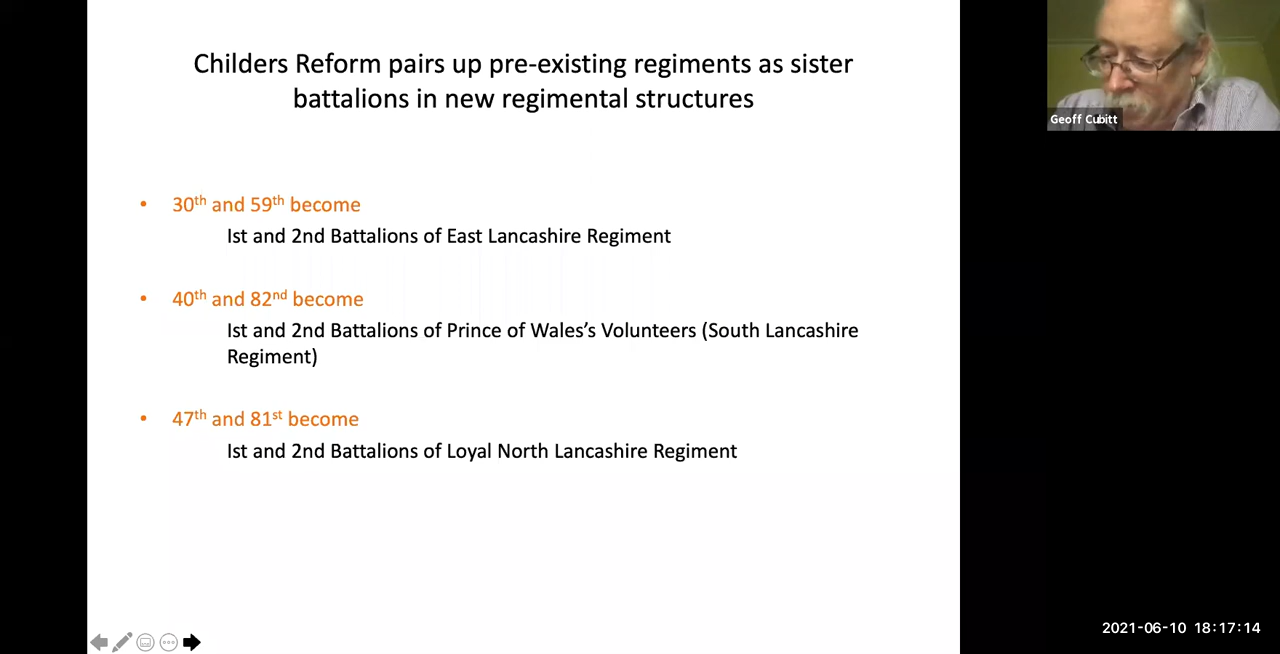 Childers Reform pairs up pre-existing regiments as sister
battalions in new regimental structures
• 30th and 59th become
Ist and 2nd Battalions of East Lancashire Regiment
• 40th and 82nd become
Ist and 2nd Battalions of Prince of Wales’s Volunteers (South Lancashire
Regiment)
• 47th and 81st become
Ist and 2nd Battalions of Loyal North Lancashire Regiment
Geoff Cubitt
2021-06-10 18:17:14